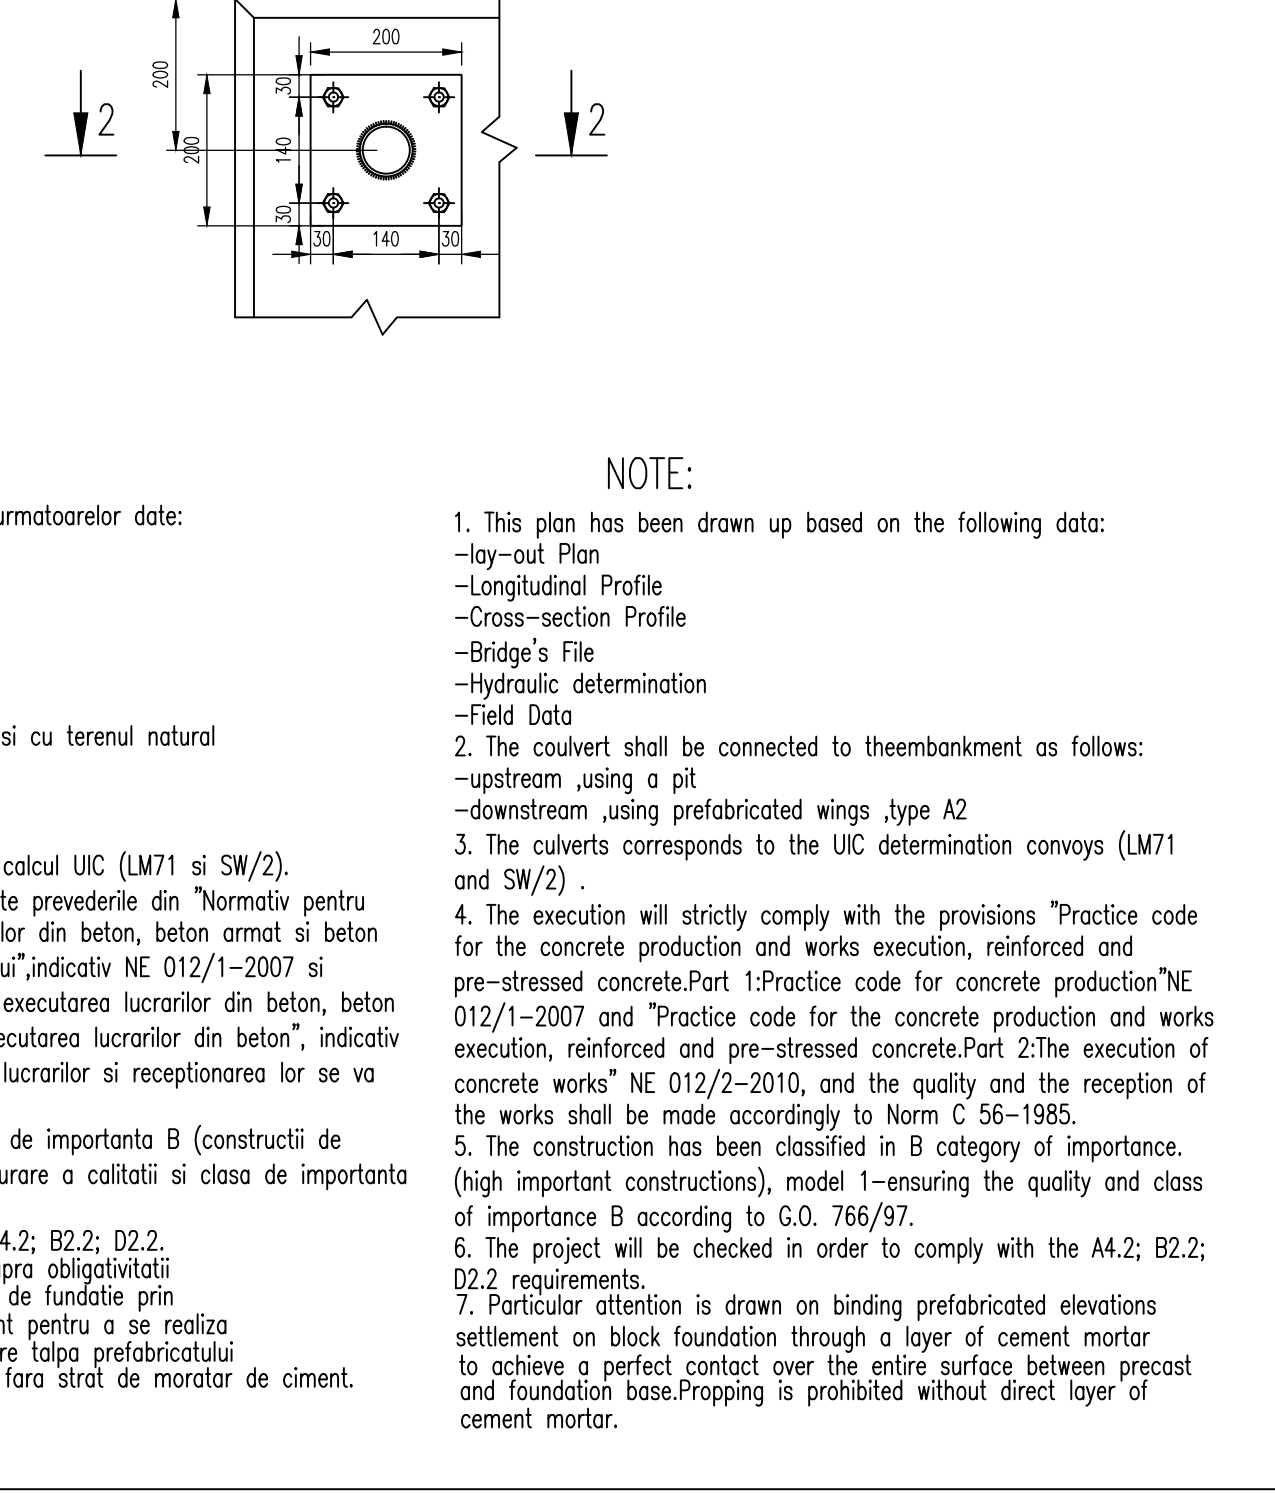 200
200
30
2
2
200
140
30
30
140
30
NOTE:
urmatoarelor date:
si cu terenul natural
calcul UIC (LM71 si SW/2).
te prevederile din "Normativ pentru
lor din beton, beton armat si beton
ui",indicativ NE 012/1-2007 si
executarea lucrarilor din beton, beton
ecutarea lucrarilor din beton", indicativ
lucrarilor si receptionarea lor se va
de importanta B (constructii de
urare a calitatii si clasa de importanta
4.2; B2.2; D2.2.
pra obligativitatii
de fundatie prin
nt pentru a se realiza
re talpa prefabricatului
fara strat de moratar de ciment.
1. This plan has been drawn up based on the following data:
-lay-out Plan
-Longitudinal Profile
-Cross-section Profile
-Bridge's File
-Hydraulic determination
-Field Data
2. The coulvert shall be connected to theembankment as follows:
-upstream ,using a pit
-downstream ,using prefabricated wings ,type A2
3. The culverts corresponds to the UIC determination convoys (LM71
and SW/2) .
4. The execution will strictly comply with the provisions "Practice code
for the concrete production and works execution, reinforced and
pre-stressed concrete.Part 1:Practice code for concrete production"NE
012/1-2007 and "Practice code for the concrete production and works
execution, reinforced and pre-stressed concrete.Part 2:The execution of
concrete works" NE 012/2-2010, and the quality and the reception of
the works shall be made accordingly to Norm C 56-1985.
5. The construction has been classified in B category of importance.
(high important constructions), model 1-ensuring the quality and class
of importance B according to G.O. 766/97.
6. The project will be checked in order to comply with the A4.2; B2.2;
D2.2 requirements.
7. Particular attention is drawn on binding prefabricated elevations
settlement on block foundation through a layer of cement mortar
to achieve a perfect contact over the entire surface between precast
and foundation base.Propping is prohibited without direct layer of
cement mortar.